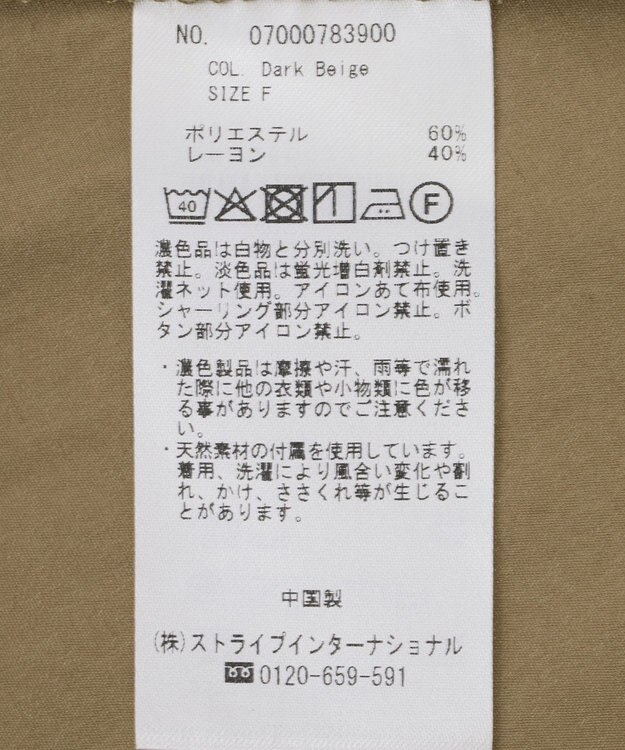 NO. 07000783900
COL. Dark Beige
SIZE F
ポリエステル 60%
レーヨン 40%
40 F
濃色品は白物と分別洗い。つけ置き
禁止。淡色品は蛍光増白剤禁止。洗
濯ネット使用。アイロンあて布使用。
シャーリング部分アイロン禁止。ボ
タン部分アイロン禁止。
・濃色製品は摩擦や汗、雨等で濡れ
た際に他の衣類や小物類に色が移
る事がありますのでご注意くださ
い。
・天然素材の付属を使用しています。
着用、洗濯により風合い変化や割
れ、かけ、ささくれ等が生じるこ
とがあります。
中国製
(株)ストライプインターナショナル
0120-659-591